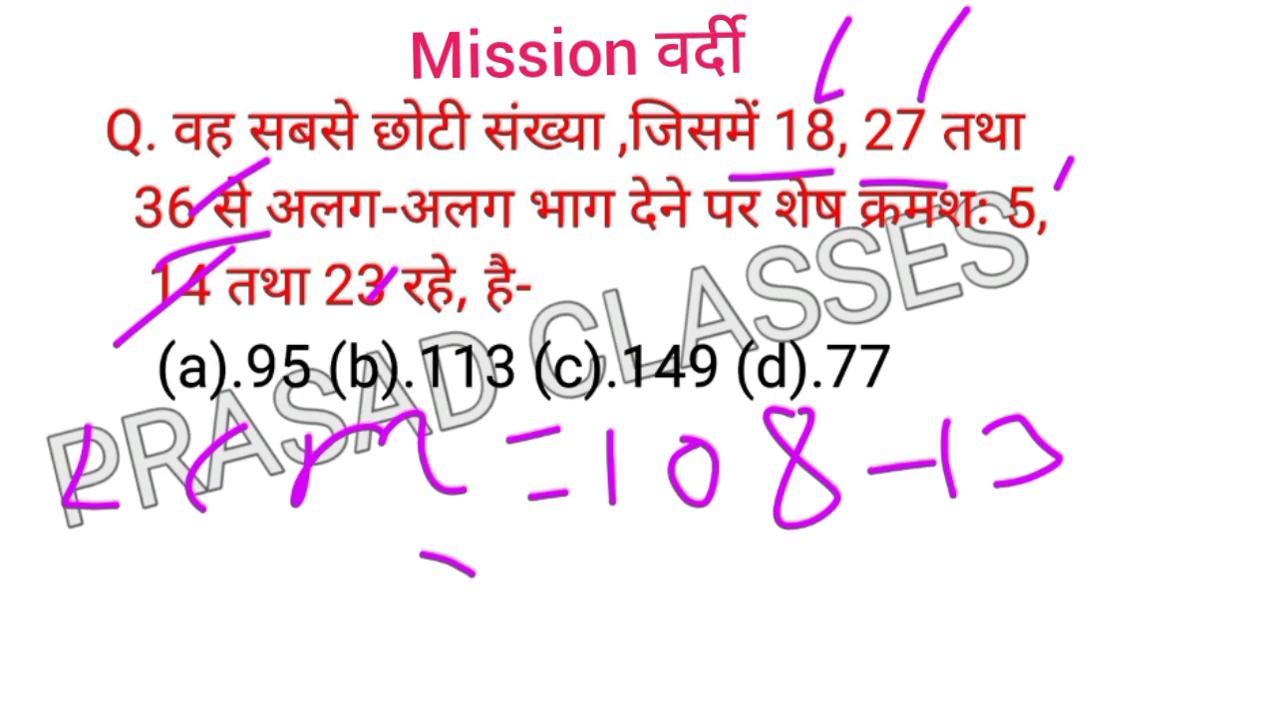 Mission वर्दी
Q. वह सबसे छोटी संख्या ,जिसमें 18, 27 तथा
36 से अलग-अलग भाग देने पर शेष क्रमशः 5,
14 तथा 23 रहे, है-
(a).95 (b).113 (c).149 (d).77
PRASAD CLASSES
L c m = 108 - 13